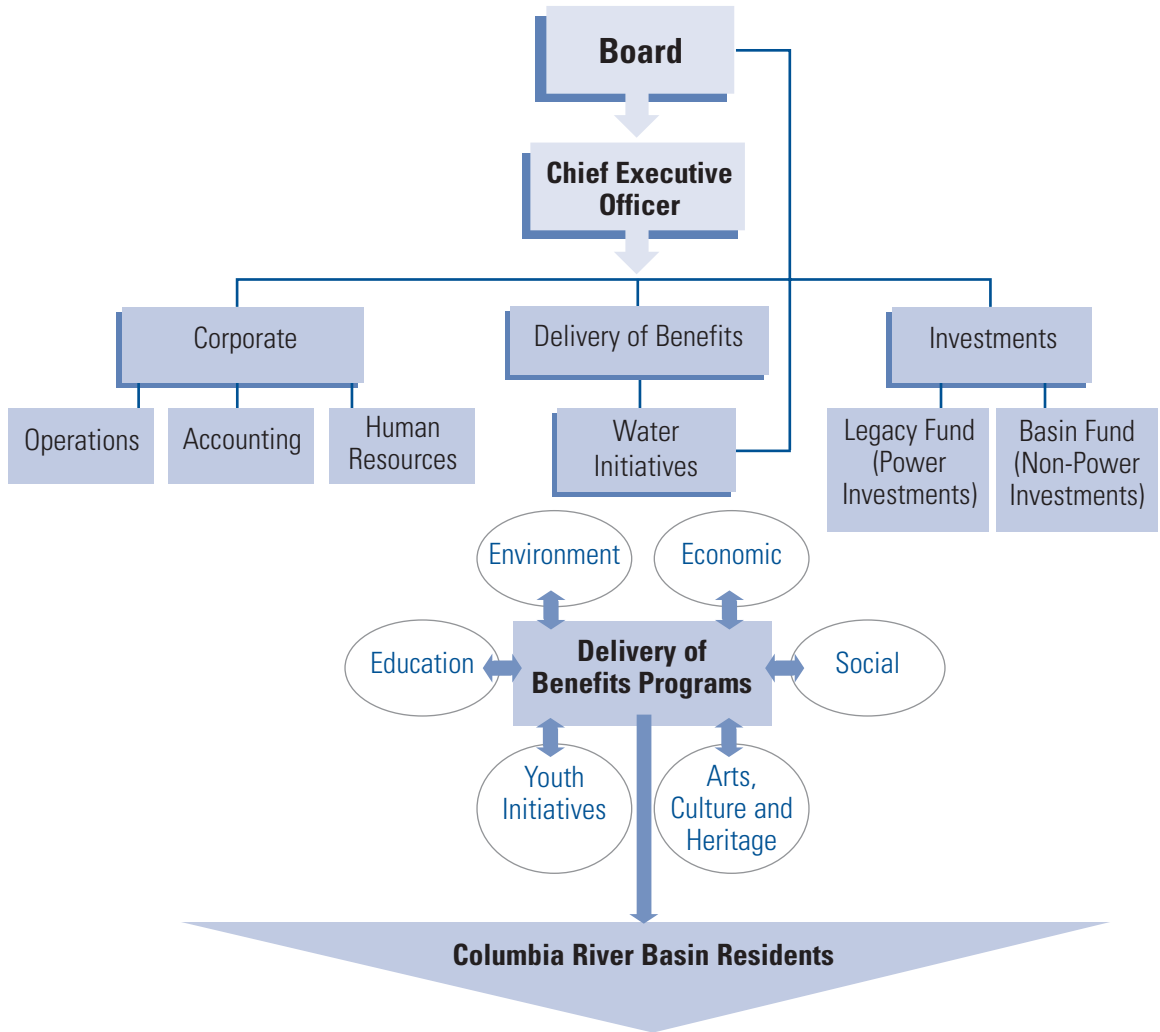 Board
Chief Executive
Officer
Corporate
Delivery of Benefits
Investments
Operations
Accounting
Human
Resources
Water
Initiatives
Legacy Fund
(Power
Investments)
Basin Fund
(Non-Power
Investments)
Environment
Economic
Education
Delivery of
Benefits Programs
Social
Youth
Initiatives
Arts,
Culture and
Heritage
Columbia River Basin Residents